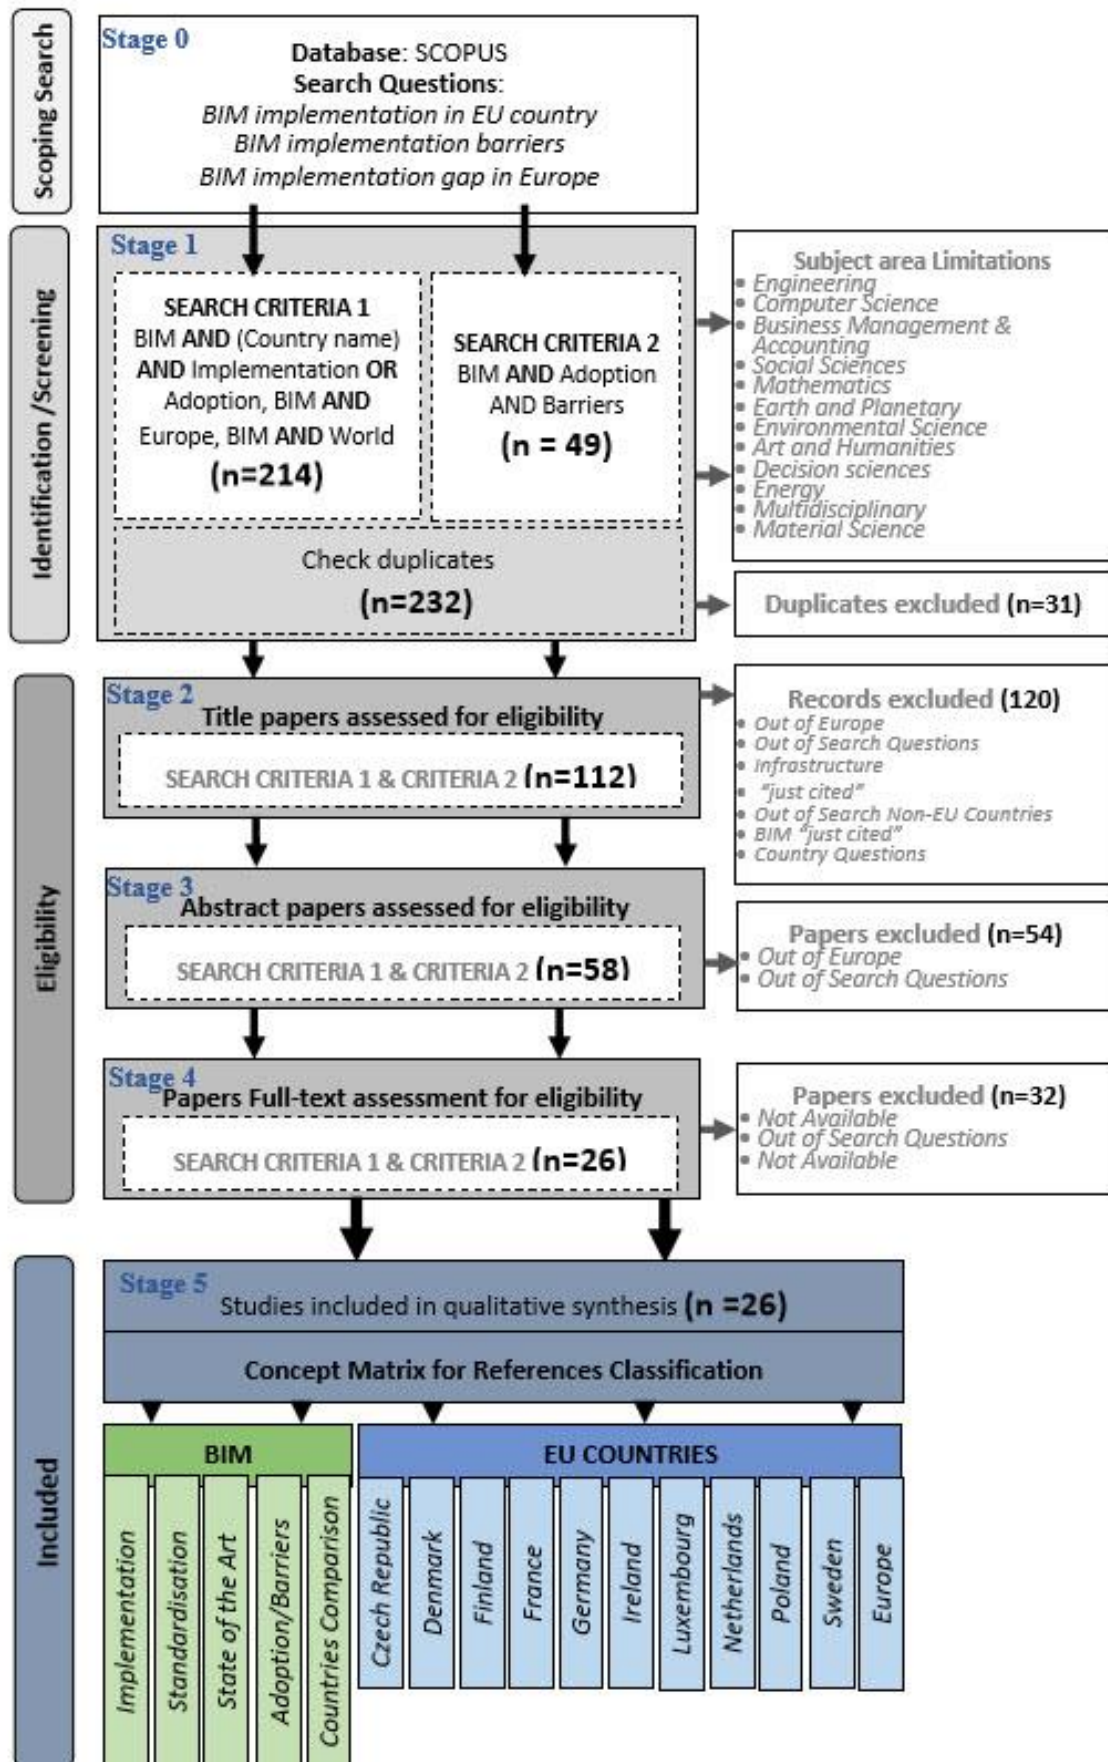 Scoping Search
Stage 0
Database: SCOPUS
Search Questions:
BIM implementation in EU country
BIM implementation barriers
BIM implementation gap in Europe
Identification /Screening
Stage 1
SEARCH CRITERIA 1
BIM AND (Country name)
AND Implementation OR
Adoption, BIM AND
Europe, BIM AND World
(n=214)
SEARCH CRITERIA 2
BIM AND Adoption
AND Barriers
(n = 49)
Subject area Limitations
• Engineering
• Computer Science
• Business Management &
Accounting
• Social Sciences
• Mathematics
• Earth and Planetary
• Environmental Science
• Art and Humanities
• Decision sciences
• Energy
• Multidisciplinary
• Material Science
Check duplicates
(n=232)
Duplicates excluded (n=31)
Eligibility
Stage 2
Title papers assessed for eligibility
SEARCH CRITERIA 1 & CRITERIA 2 (n=112)
Records excluded (120)
• Out of Europe
• Out of Search Questions
• Infrastructure
• "just cited"
• Out of Search Non-EU Countries
• BIM "just cited"
• Country Questions
Stage 3
Abstract papers assessed for eligibility
SEARCH CRITERIA 1 & CRITERIA 2 (n=58)
Papers excluded (n=54)
• Out of Europe
• Out of Search Questions
Stage 4
Papers Full-text assessment for eligibility
SEARCH CRITERIA 1 & CRITERIA 2 (n=26)
Papers excluded (n=32)
• Not Available
• Out of Search Questions
• Not Available
Included
Stage 5
Studies included in qualitative synthesis (n =26)
Concept Matrix for References Classification
BIM
Implementation
Standardisation
State of the Art
Adoption/Barriers
Countries Comparison
EU COUNTRIES
Czech Republic
Denmark
Finland
France
Germany
Ireland
Luxembourg
Netherlands
Poland
Sweden
Europe